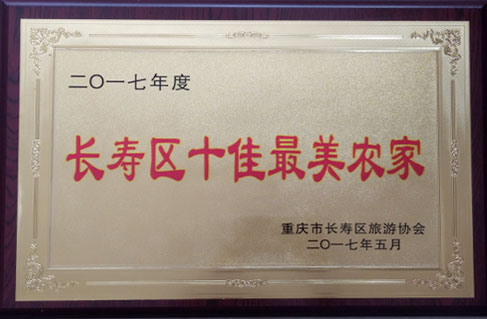 二〇一七年度
长寿区十佳最美农家
重庆市长寿区旅游协会
二〇一七年五月